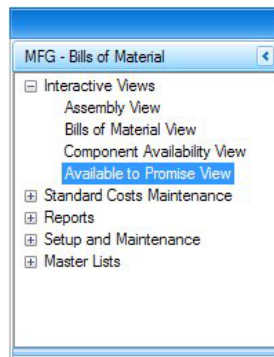 MFG - Bills of Material
Interactive Views
Assembly View
Bills of Material View
Component Availability View
Available to Promise View
Standard Costs Maintenance
Reports
Setup and Maintenance
Master Lists